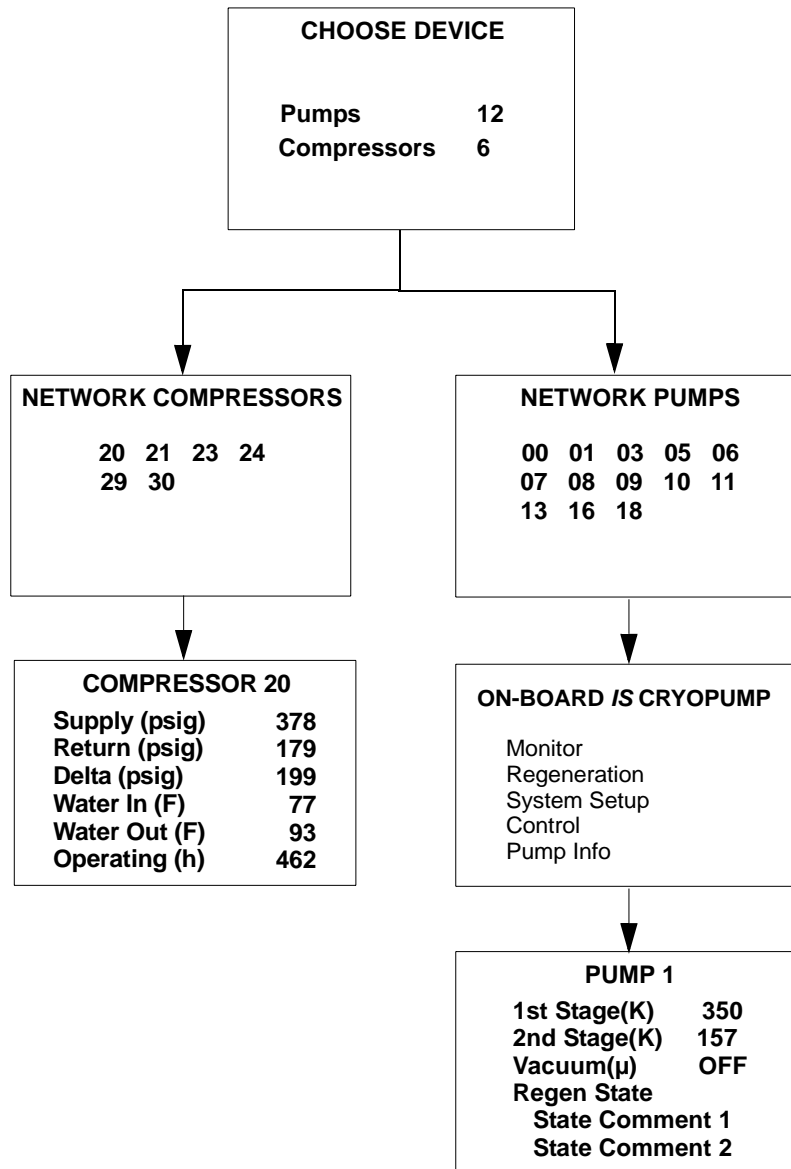 CHOOSE DEVICE
Pumps 12
Compressors 6
NETWORK COMPRESSORS
20 21 23 24
29 30
NETWORK PUMPS
00 01 03 05 06
07 08 09 10 11
13 16 18
COMPRESSOR 20
Supply (psig) 378
Return (psig) 179
Delta (psig) 199
Water In (F) 77
Water Out (F) 93
Operating (h) 462
ON-BOARD IS CRYOPUMP
Monitor
Regeneration
System Setup
Control
Pump Info
PUMP 1
1st Stage(K) 350
2nd Stage(K) 157
Vacuum(µ) OFF
Regen State
State Comment 1
State Comment 2